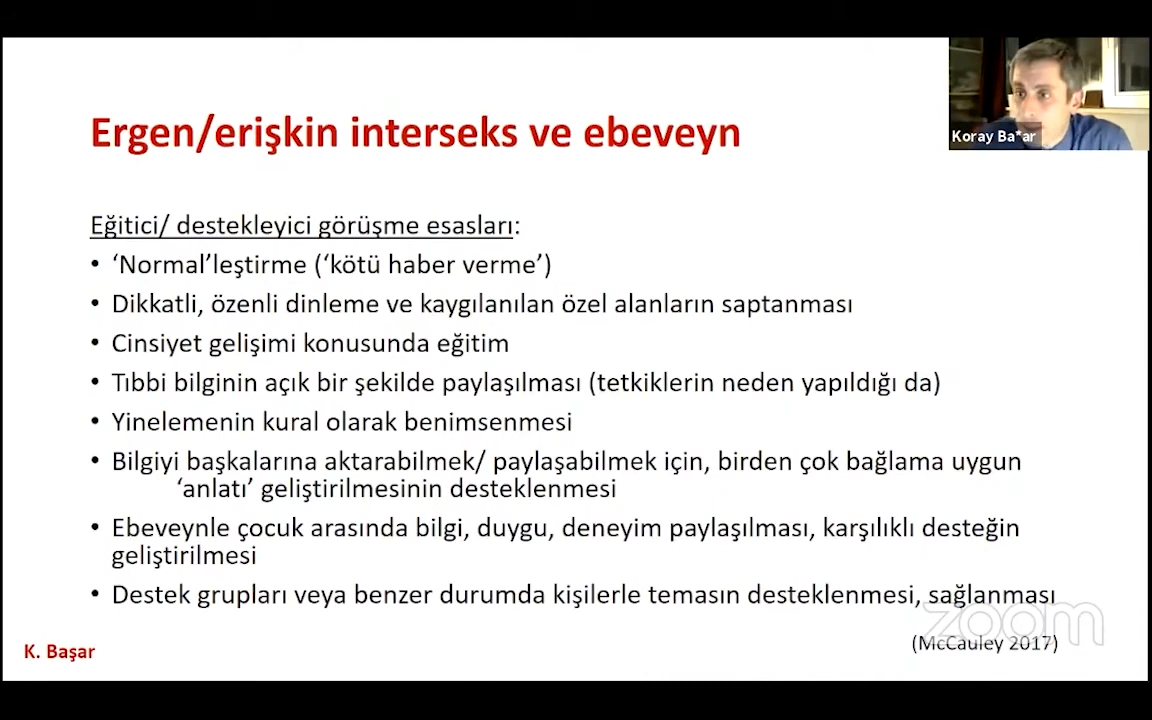 Ergen/erişkin interseks ve ebeveyn
Koray Ba*ar
Eğitici/ destekleyici görüşme esasları:
• ‘Normal’leştirme (‘kötü haber verme’)
• Dikkatli, özenli dinleme ve kaygılanılan özel alanların saptanması
• Cinsiyet gelişimi konusunda eğitim
• Tıbbi bilginin açık bir şekilde paylaşılması (tetkiklerin neden yapıldığı da)
• Yinelemenin kural olarak benimsenmesi
• Bilgiyi başkalarına aktarabilmek/ paylaşabilmek için, birden çok bağlama uygun
‘anlatı’ geliştirilmesinin desteklenmesi
• Ebeveynle çocuk arasında bilgi, duygu, deneyim paylaşılması, karşılıklı desteğin
geliştirilmesi
• Destek grupları veya benzer durumda kişilerle temasın desteklenmesi, sağlanması
zoom
(McCauley 2017)
K. Başar